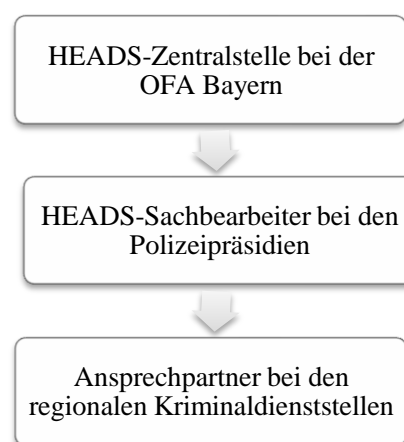 HEADS-Zentralstelle bei der
OFA Bayern
HEADS-Sachbearbeiter bei den
Polizeipräsidien
Ansprechpartner bei den
regionalen Kriminaldienststellen